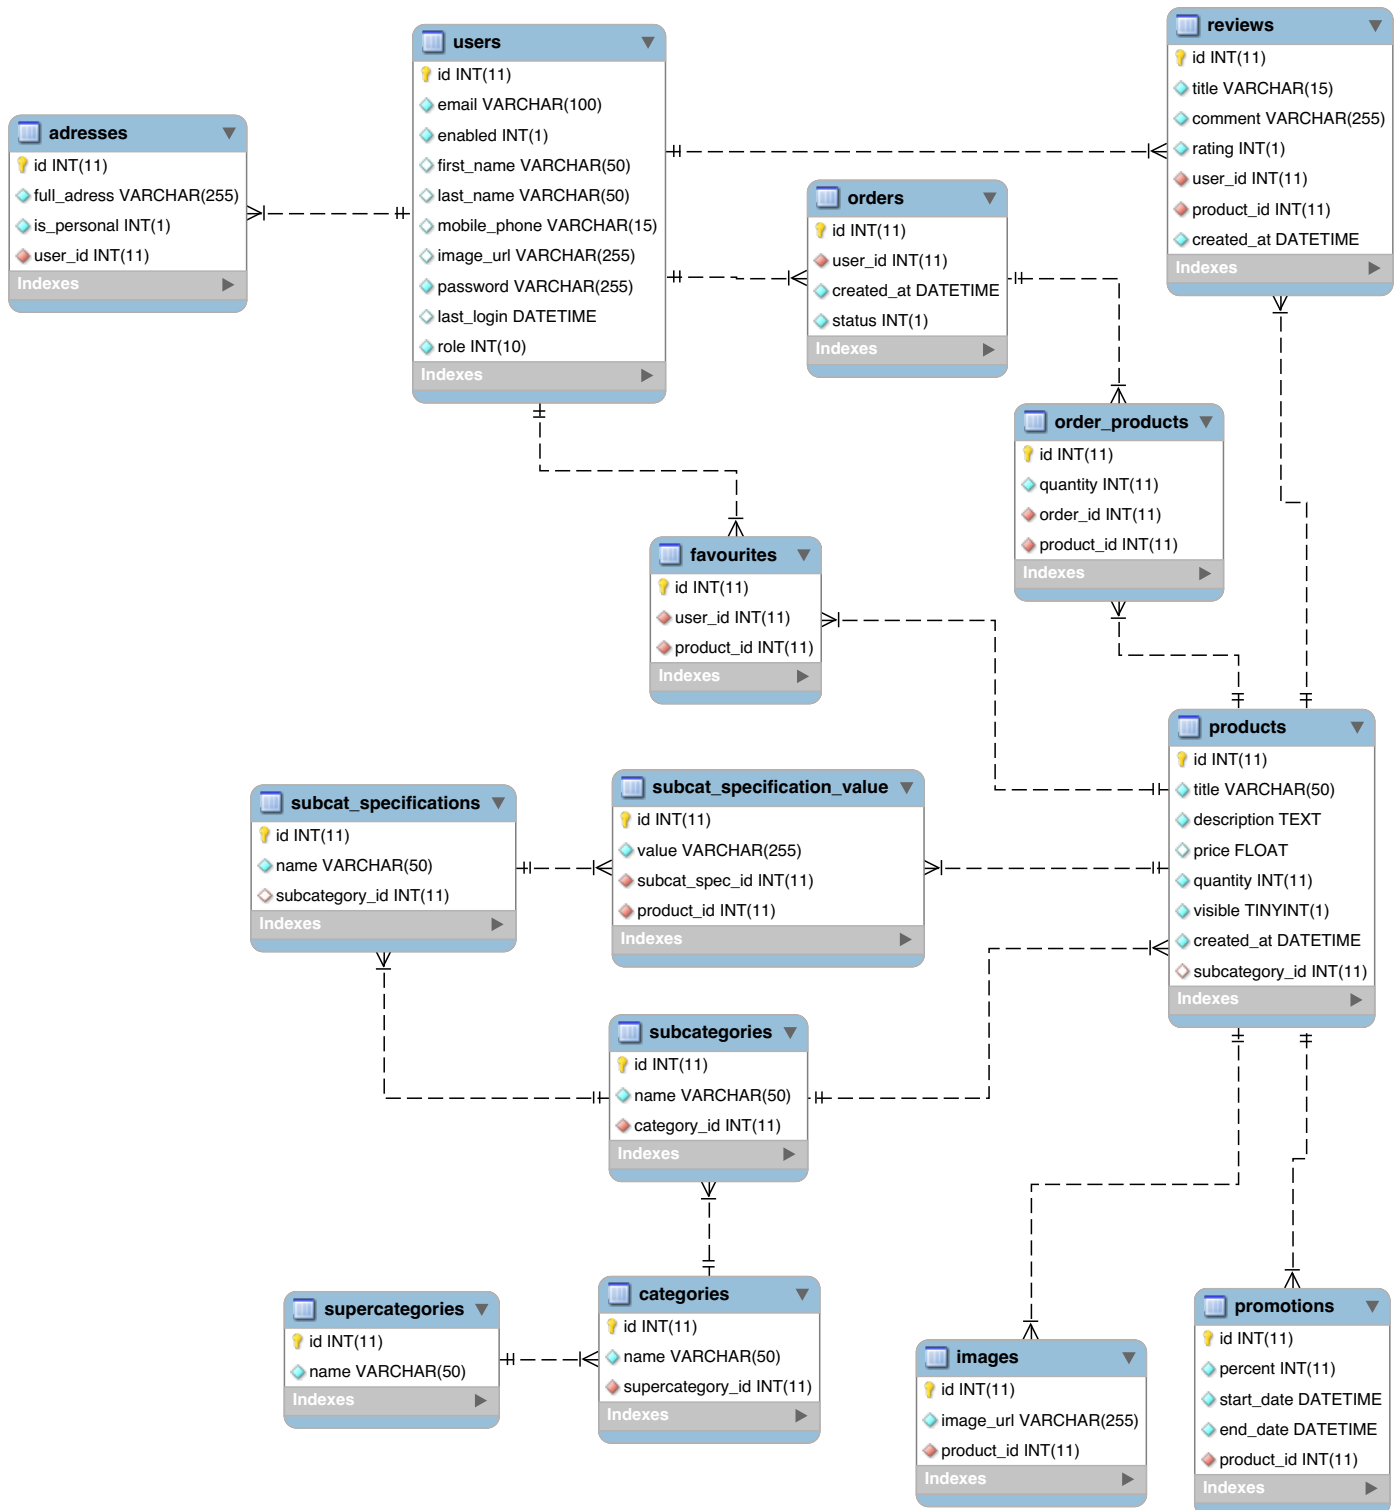 users
id INT(11)
email VARCHAR(100)
enabled INT(1)
first_name VARCHAR(50)
last_name VARCHAR(50)
mobile_phone VARCHAR(15)
image_url VARCHAR(255)
password VARCHAR(255)
last_login DATETIME
role INT(10)
Indexes
reviews
id INT(11)
title VARCHAR(15)
comment VARCHAR(255)
rating INT(1)
user_id INT(11)
product_id INT(11)
created_at DATETIME
Indexes
adresses
id INT(11)
full_adress VARCHAR(255)
is_personal INT(1)
user_id INT(11)
Indexes
orders
id INT(11)
user_id INT(11)
created_at DATETIME
status INT(1)
Indexes
order_products
id INT(11)
quantity INT(11)
order_id INT(11)
product_id INT(11)
Indexes
favourites
id INT(11)
user_id INT(11)
product_id INT(11)
Indexes
products
id INT(11)
title VARCHAR(50)
description TEXT
price FLOAT
quantity INT(11)
visible TINYINT(1)
created_at DATETIME
subcategory_id INT(11)
Indexes
subcat_specifications
id INT(11)
name VARCHAR(50)
subcategory_id INT(11)
Indexes
subcat_specification_value
id INT(11)
value VARCHAR(255)
subcat_spec_id INT(11)
product_id INT(11)
Indexes
subcategories
id INT(11)
name VARCHAR(50)
category_id INT(11)
Indexes
supercategories
id INT(11)
name VARCHAR(50)
Indexes
categories
id INT(11)
name VARCHAR(50)
supercategory_id INT(11)
Indexes
images
id INT(11)
image_url VARCHAR(255)
product_id INT(11)
Indexes
promotions
id INT(11)
percent INT(11)
start_date DATETIME
end_date DATETIME
product_id INT(11)
Indexes